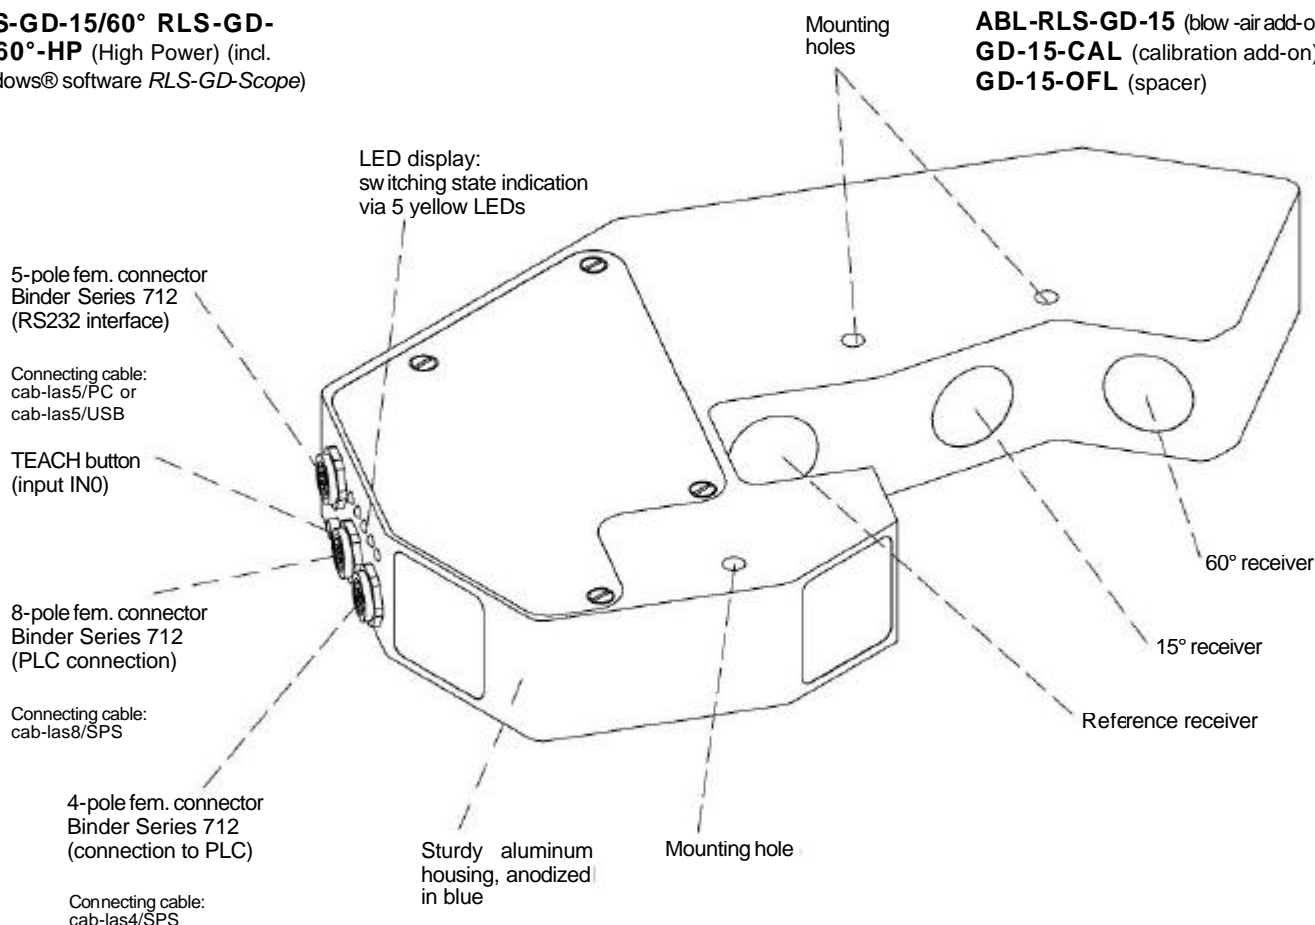 S-GD-15/60° RLS-GD-
60°-HP (High Power) (incl.
dows® software RLS-GD-Scope)
Mounting
holes
ABL-RLS-GD-15 (blow -air add-o
GD-15-CAL (calibration add-on)
GD-15-OFL (spacer)
LED display:
switching state indication
via 5 yellow LEDs
5-pole fem. connector
Binder Series 712
(RS232 interface)
Connecting cable:
cab-las5/PC or
cab-las5/USB
TEACH button
(input IN0)
8-pole fem. connector
Binder Series 712
(PLC connection)
Connecting cable:
cab-las8/SPS
4-pole fem. connector
Binder Series 712
(connection to PLC)
Connecting cable:
cab-las4/SPS
Sturdy aluminum
housing, anodized
in blue
Mounting hole
Reference receiver
15° receiver
60° receiver